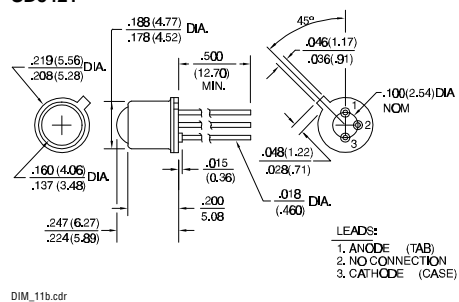 .188(4.77)
.178(4.52) DIA.
.219(5.56)
.208(5.28) DIA.
.500
(12.70)
MIN.
45°
.046(1.17)
.036(.91)
.100(2.54)DIA
NOM
1
2
3
.160(4.06)
.137(3.48) DIA.
.015
(0.36)
.048(1.22)
.028(.71)
.018
(.460) DIA.
.200
5.08
.247(6.27)
.224(5.89)
LEADS:
1. ANODE (TAB)
2. NO CONNECTION
3. CATHODE (CASE)
DIM_11b.cdr